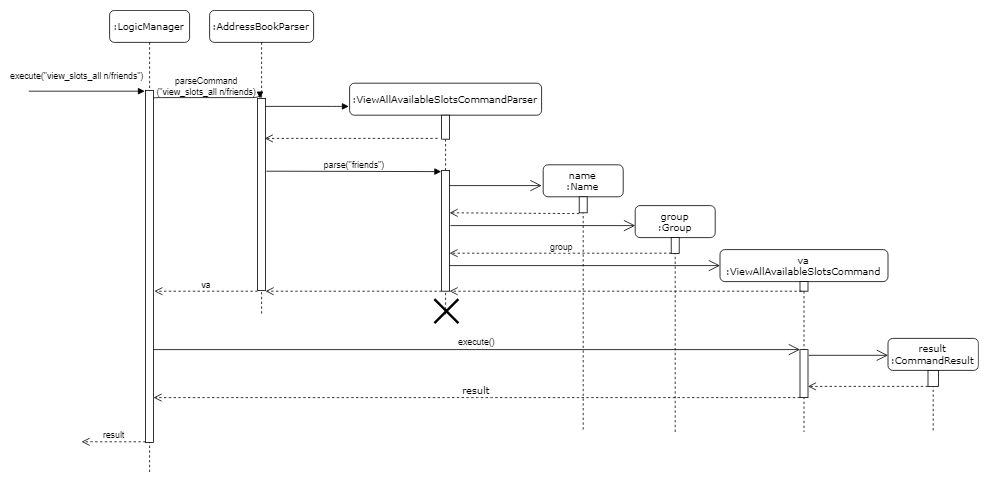 :LogicManager
:AddressBookParser
execute("view_slots_all n/friends")
parseCommand
("view_slots_all n/friends)
:ViewAllAvailableSlotsCommandParser
parse("friends")
name
:Name
group
:Group
group
va
:ViewAllAvailableSlotsCommand
va
execute()
result
:CommandResult
result
result